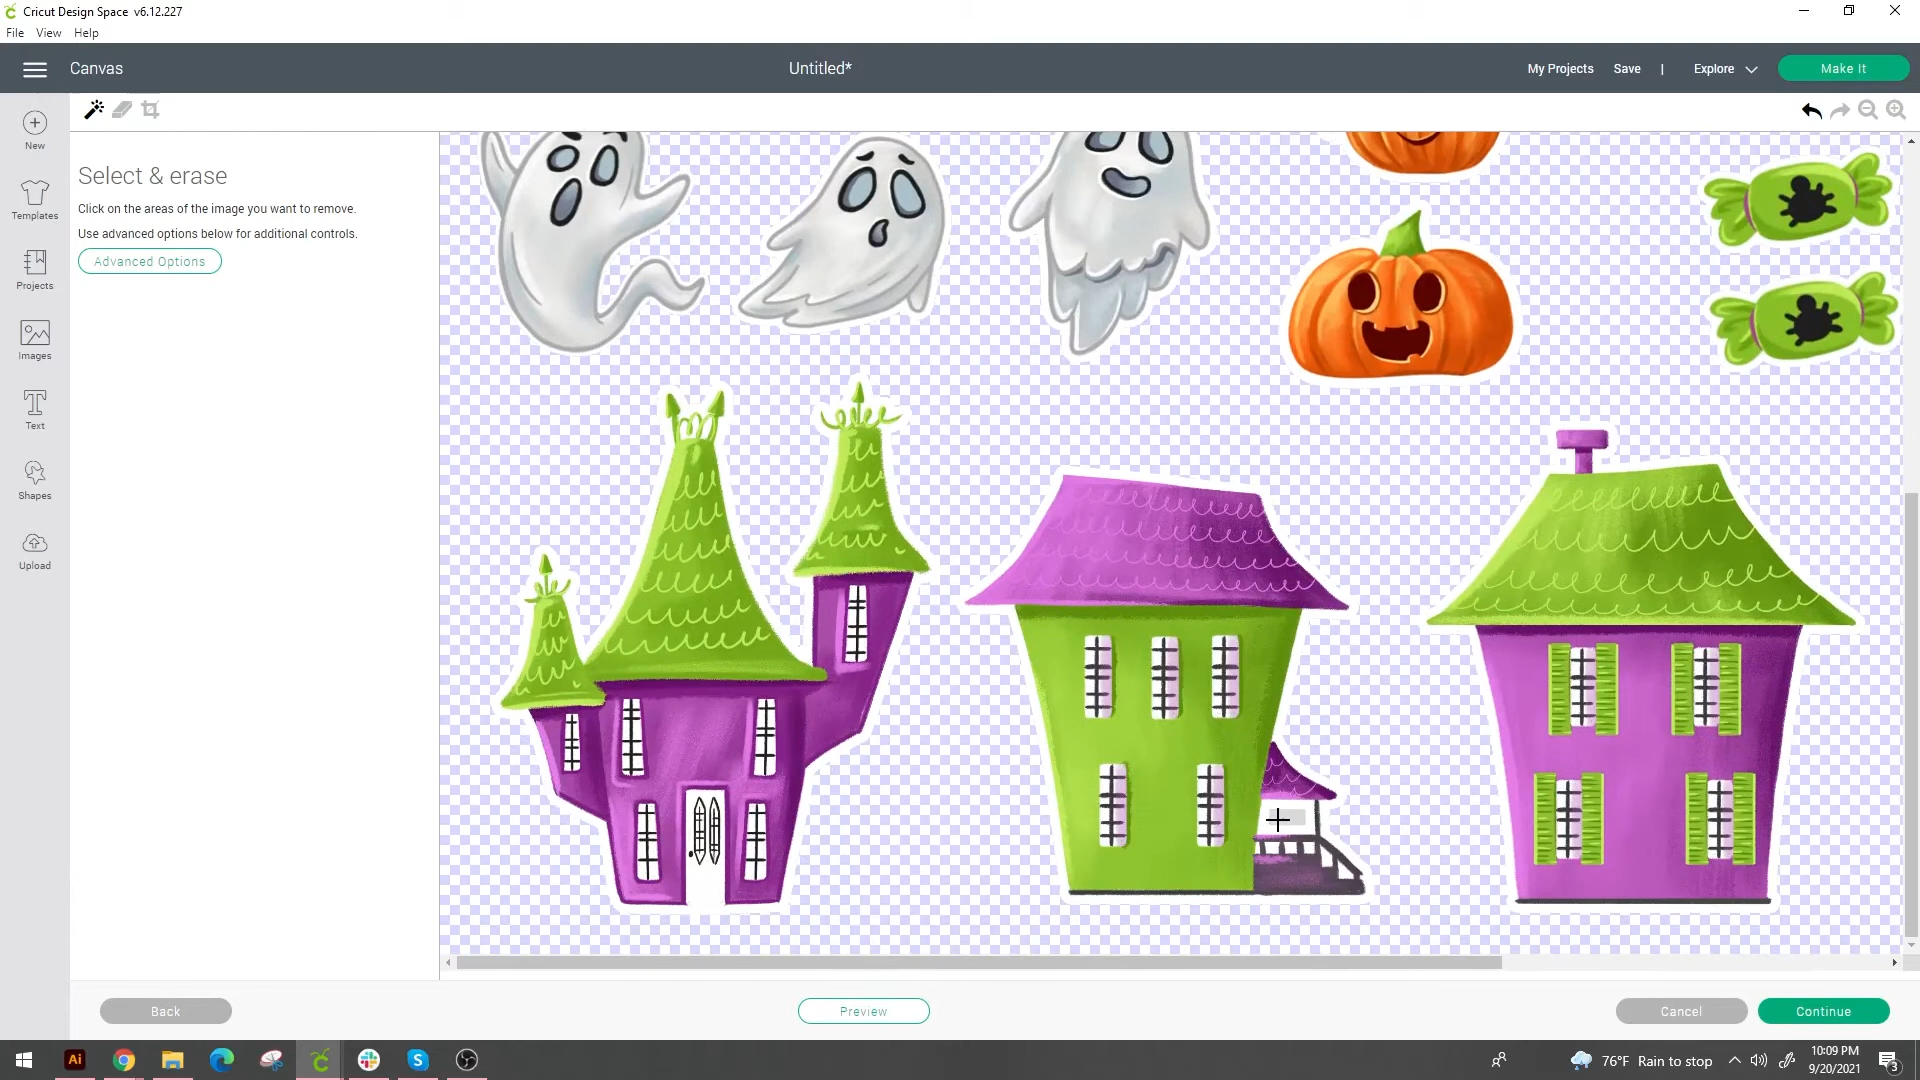 Cricut Design Space v6.12.227
File View Help
Canvas
Untitled*
My Projects Save | Explore
Make It
New
Templates
Projects
Images
Text
Shapes
Upload
Select & erase
Click on the areas of the image you want to remove.
Use advanced options below for additional controls.
Advanced Options
Back
Preview
Cancel
Continue
Ai
76°F Rain to stop
10:09 PM
9/20/2021
3